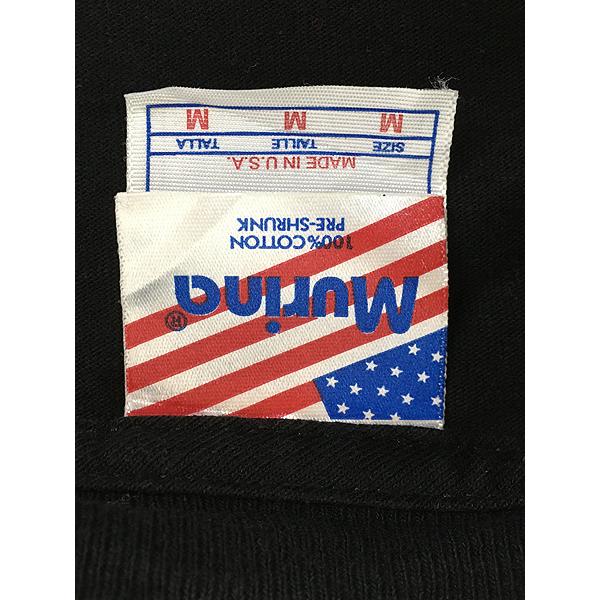 Murina®
100% COTTON
PRE-SHRUNK
MADE IN U.S.A.
SIZE TAILLE TALLA
M M M